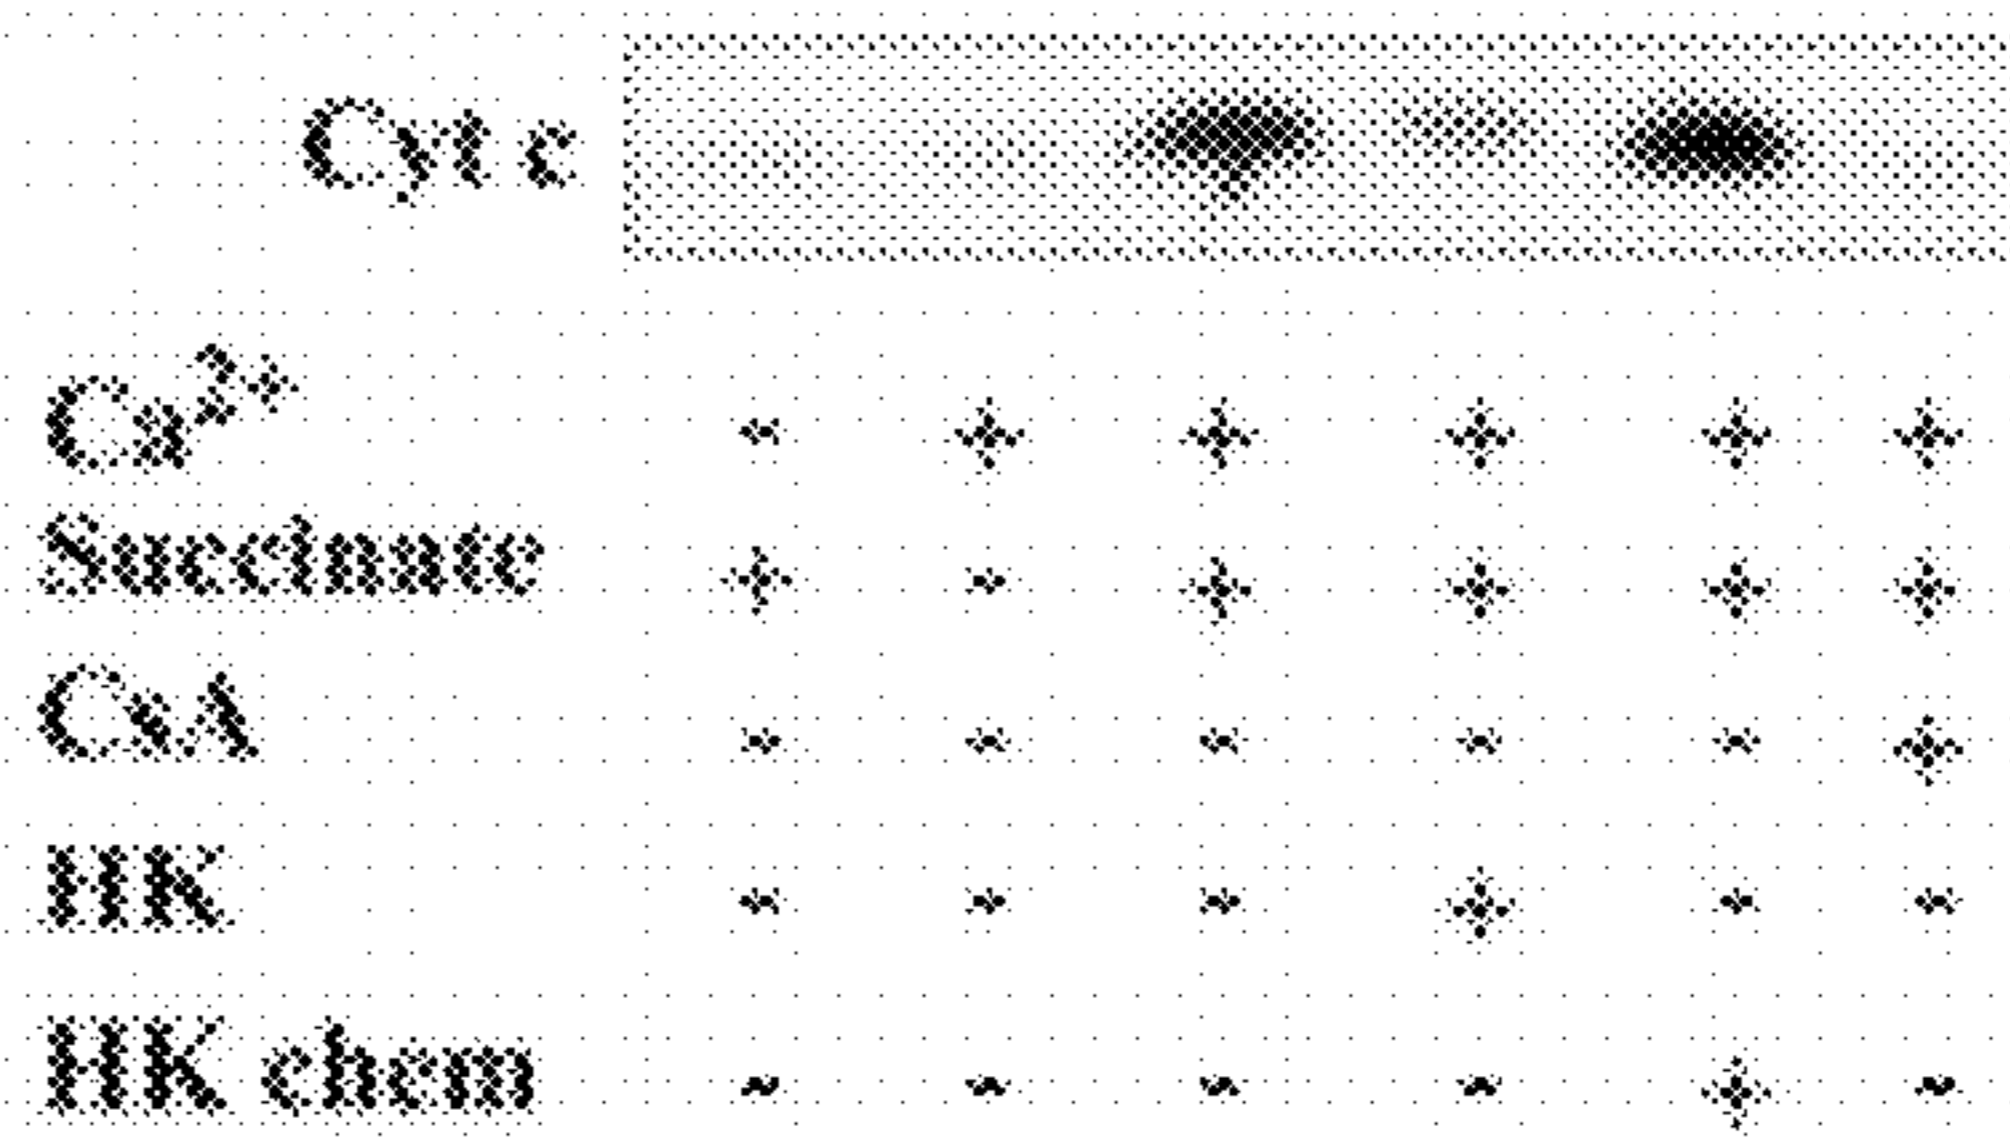 Cyt c
Ca2+ - + + + + +
Succinate + - + + + +
CsA - - - - - +
HK - - - + - -
HK chem - - - - + -